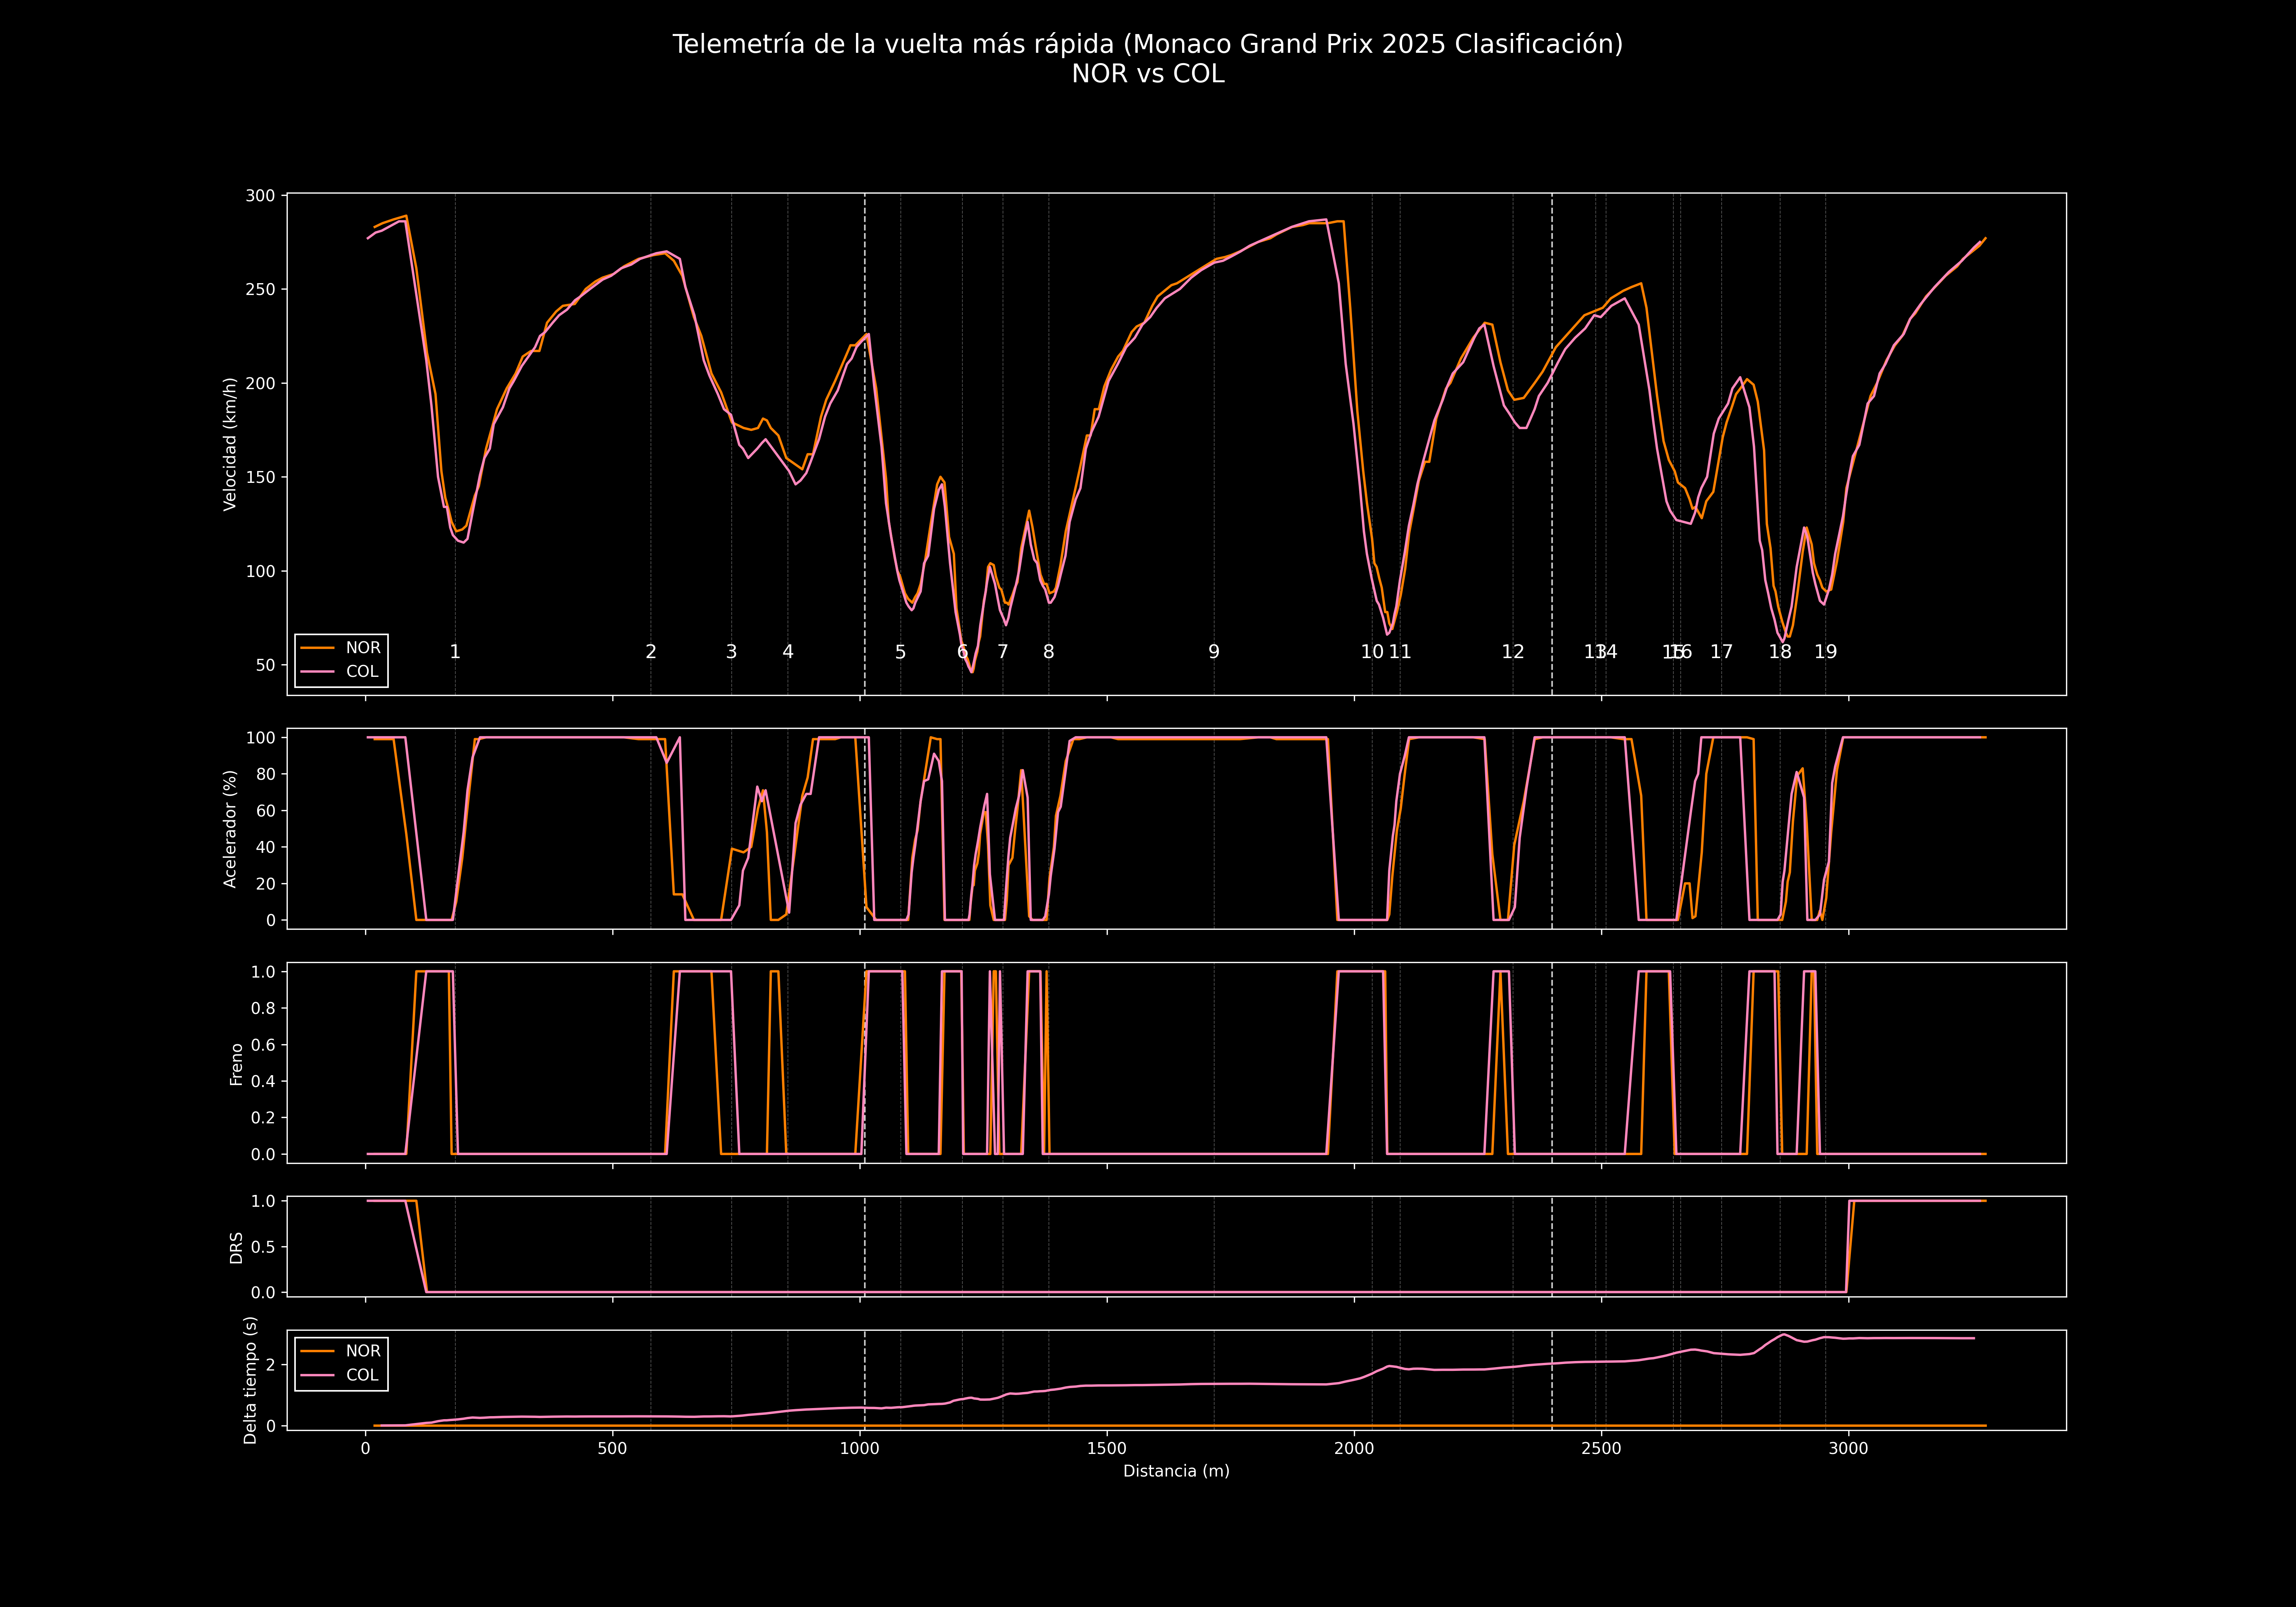 Telemetría de la vuelta más rápida (Monaco Grand Prix 2025 Clasificación)
NOR vs COL
Velocidad (km/h)
300
250
200
150
100
50
NOR
COL
1 2 3 4 5 6 7 8 9 10 11 12 13 14 15 16 17 18 19
Acelerador (%)
100
80
60
40
20
0
Freno
1.0
0.8
0.6
0.4
0.2
0.0
DRS
1.0
0.5
0.0
Delta tiempo (s)
2
0
NOR
COL
0 500 1000 1500 2000 2500 3000
Distancia (m)